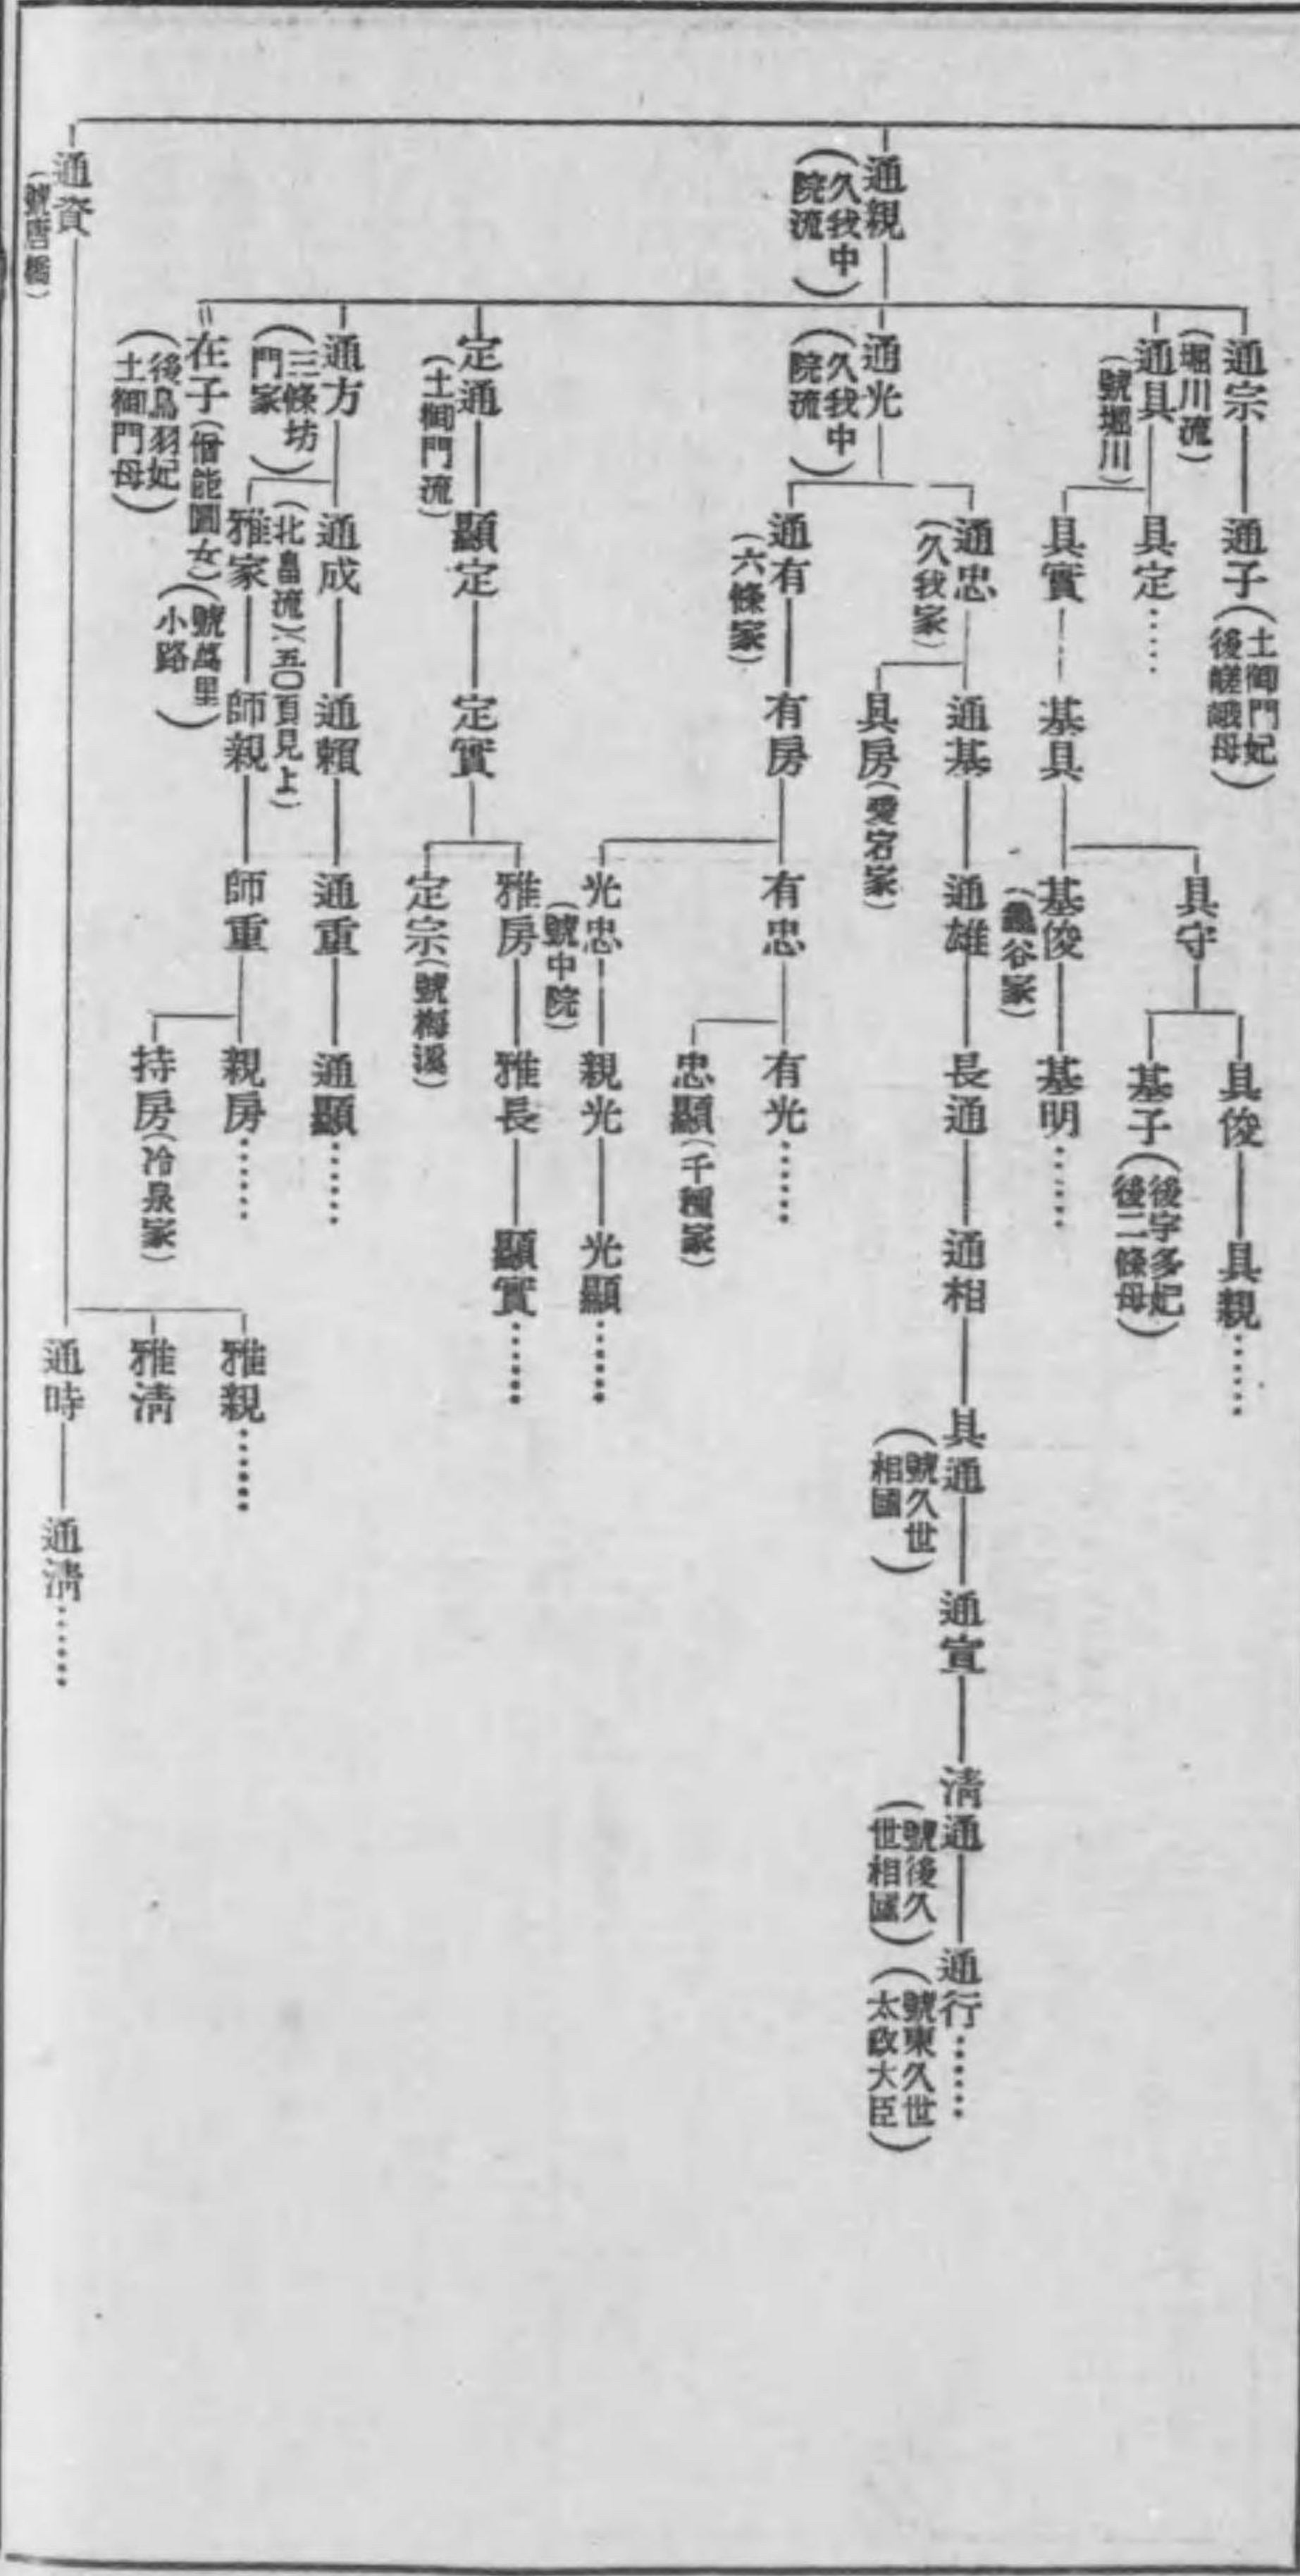 通親
(久我中
院流)
通宗
(堀川流)
通子
(土御門妃
後嵯峨母)
通具
(號堀川)
具定……
具實
基具
具守
具俊
具親……
基子
(後宇多妃
後二條母)
基俊
(龜谷家)
基明……
通光
(久我中
院流)
通忠
(久我家)
通基
通雄
長通
通相
具通
(號久世
相國)
通宣
清通
(號後久
世相國)
通行……
(號東久世
太政大臣)
具房(愛宕家)
通有
(六條家)
有房
有忠
有光……
忠顯(千種家)
光忠
(號中院)
親光
光顯……
定通
(土御門流)
顯定
定實
雅房
雅長
顯實……
定宗(號梅溪)
通方
(三條坊
門家)
通成
通賴
通重
通顯……
雅家
(北畠流)(五〇頁見よ)
(號萬里
小路)
師親
師重
親房……
持房(冷泉家)
在子(僧能圓女)
(後鳥羽妃
土御門母)
通資
(號唐橋)
雅親……
雅清
通時
通清……